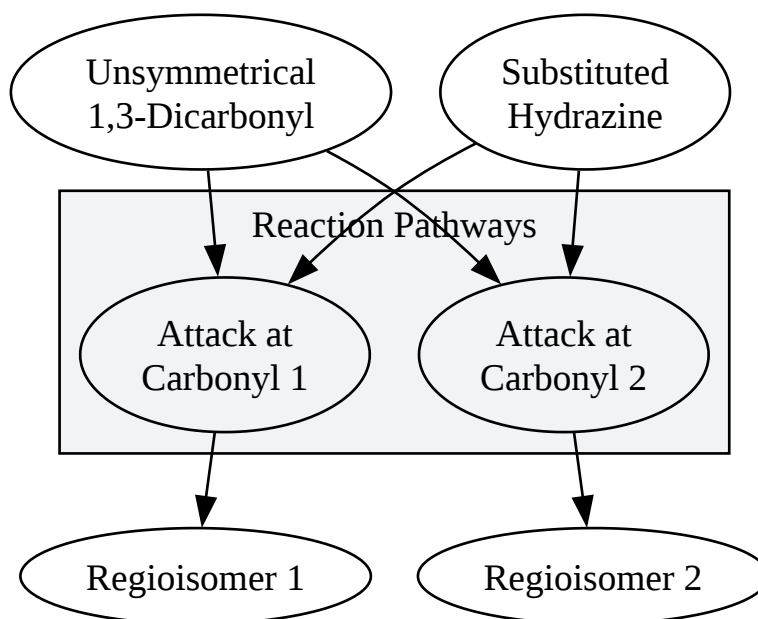 Unsymmetrical
1,3-Dicarbonyl
Substituted
Hydrazine
Reaction Pathways
Attack at
Carbonyl 1
Attack at
Carbonyl 2
Regioisomer 1
Regioisomer 2